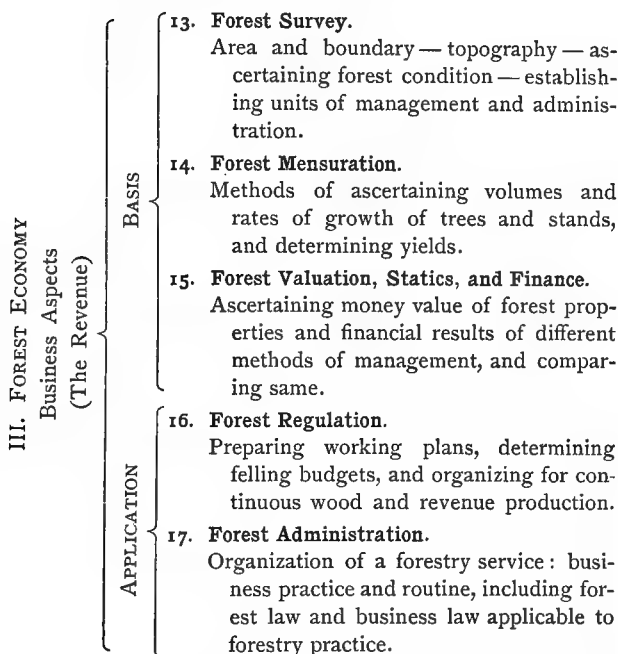 III. FOREST ECONOMY
Business Aspects
(The Revenue)
BASIS
13. Forest Survey.
Area and boundary — topography — as-
certaining forest condition — establish-
ing units of management and adminis-
tration.
14. Forest Mensuration.
Methods of ascertaining volumes and
rates of growth of trees and stands,
and determining yields.
15. Forest Valuation, Statics, and Finance.
Ascertaining money value of forest prop-
erties and financial results of different
methods of management, and compar-
ing same.
APPLICATION
16. Forest Regulation.
Preparing working plans, determining
felling budgets, and organizing for con-
tinuous wood and revenue production.
17. Forest Administration.
Organization of a forestry service: busi-
ness practice and routine, including for-
est law and business law applicable to
forestry practice.